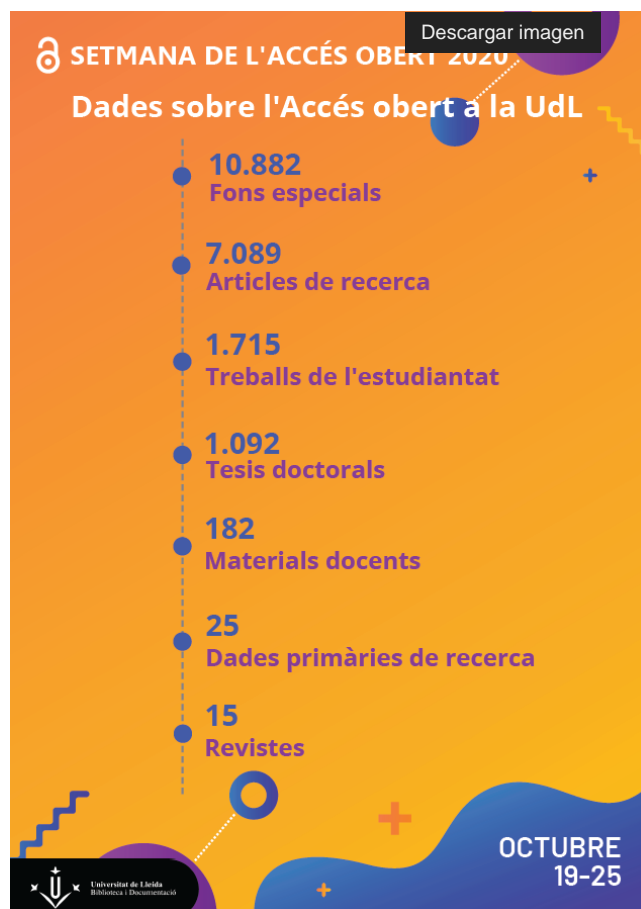 Descargar imagen
SETMANA DE L'ACCÉS OBERT 2020
Dades sobre l'Accés obert a la UdL
10.882
Fons especials
7.089
Articles de recerca
1.715
Treballs de l'estudiantat
1.092
Tesis doctorals
182
Materials docents
25
Dades primàries de recerca
15
Revistes
OCTUBRE
19-25
Universitat de Lleida
Biblioteca i Documentació